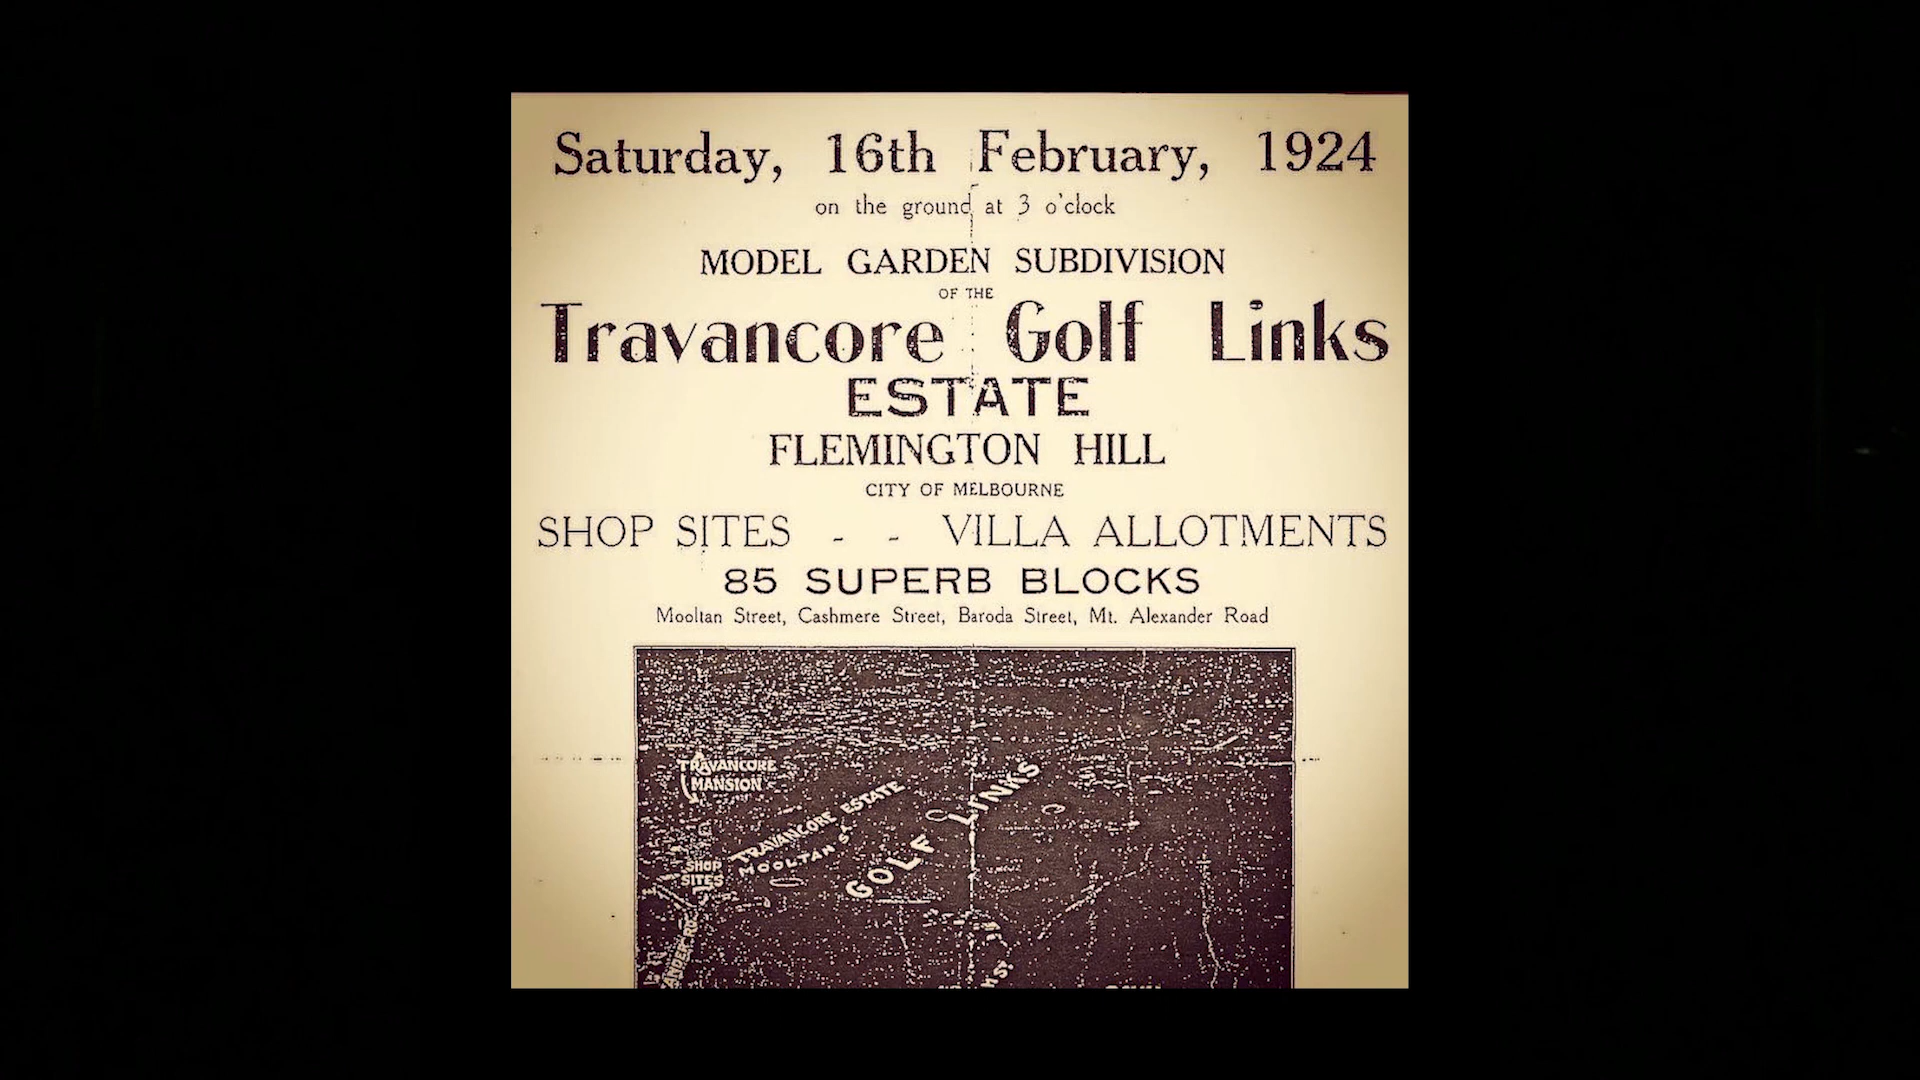 Saturday, 16th February, 1924
on the ground at 3 o'clock
MODEL GARDEN SUBDIVISION
OF THE
Travancore Golf Links
ESTATE
FLEMINGTON HILL
CITY OF MELBOURNE
SHOP SITES - - VILLA ALLOTMENTS
85 SUPERB BLOCKS
Mooltan Street, Cashmere Street, Baroda Street, Mt. Alexander Road
TRAVANCORE
MANSION
TRAVANCORE ESTATE
MOOLTAN ST.
GOLF LINKS
SHOP
SITES